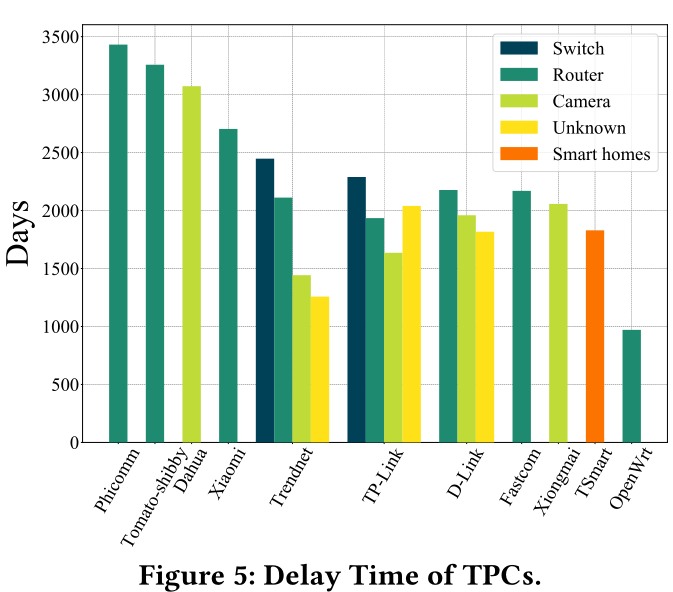 3500
3000
2500
2000
1500
1000
500
0
Days
Switch
Router
Camera
Unknown
Smart homes
Phicomm
Tomato-shibby
Dahua
Xiaomi
Trendnet
TP-Link
D-Link
Fastcom
Xiongmai
TSmart
OpenWrt
Figure 5: Delay Time of TPCs.